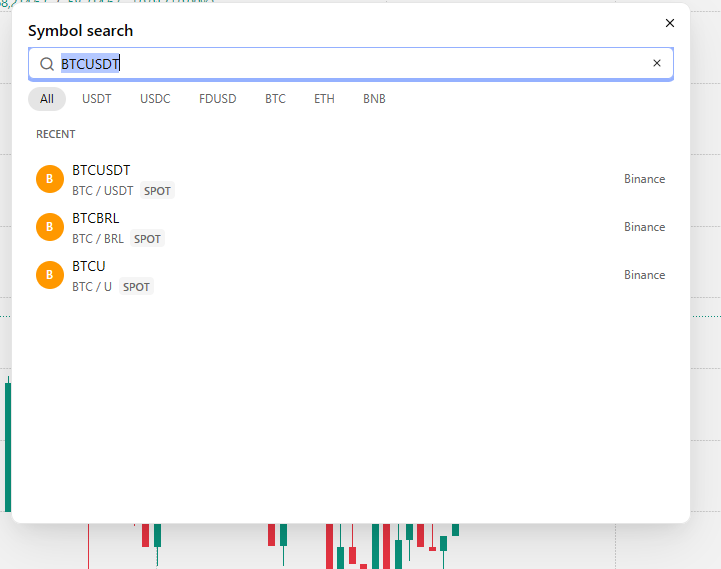 Symbol search
BTCUSDT
All USDT USDC FDUSD BTC ETH BNB
RECENT
B BTCUSDT
BTC / USDT SPOT Binance
B BTCBRL
BTC / BRL SPOT Binance
B BTCU
BTC / U SPOT Binance